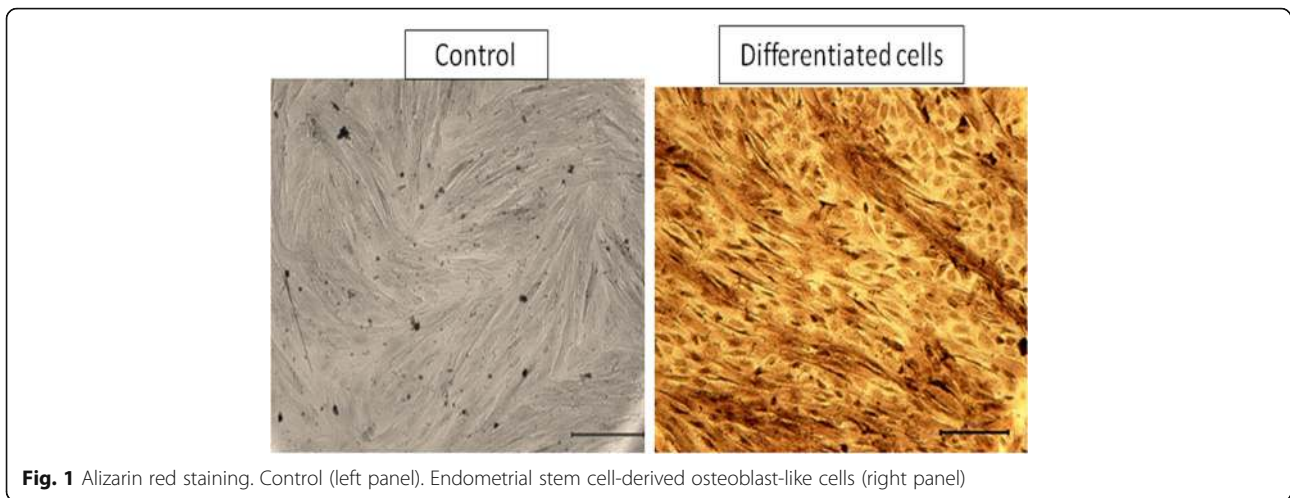 Control
Differentiated cells
Fig. 1 Alizarin red staining. Control (left panel). Endometrial stem cell-derived osteoblast-like cells (right panel)